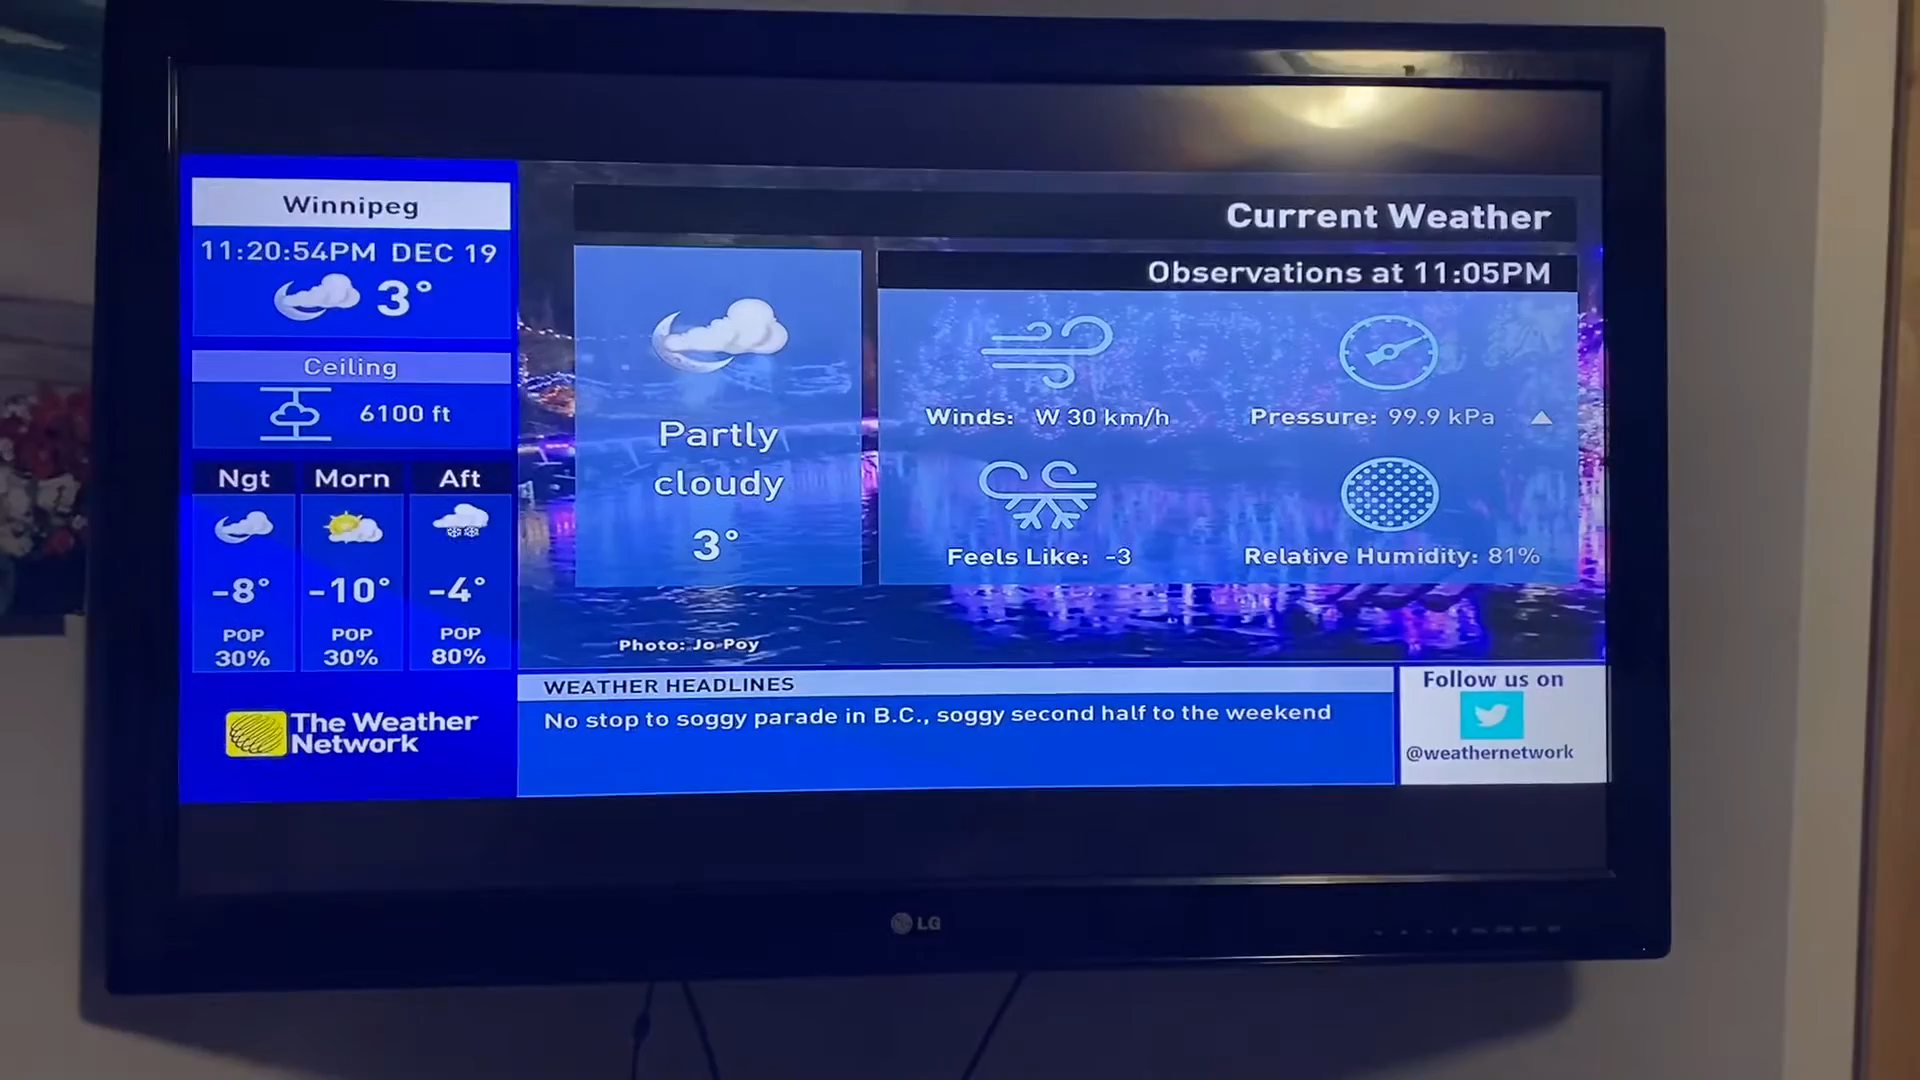 Winnipeg
11:20:54PM DEC 19
3°
Ceiling
6100 ft
Ngt Morn Aft
-8° -10° -4°
POP POP POP
30% 30% 80%
The Weather
Network
Current Weather
Observations at 11:05PM
Partly
cloudy
3°
Winds: W 30 km/h
Pressure: 99.9 kPa
Feels Like: -3
Relative Humidity: 81%
Photo: Jo Poy
WEATHER HEADLINES
No stop to soggy parade in B.C., soggy second half to the weekend
Follow us on
@weathernetwork
LG